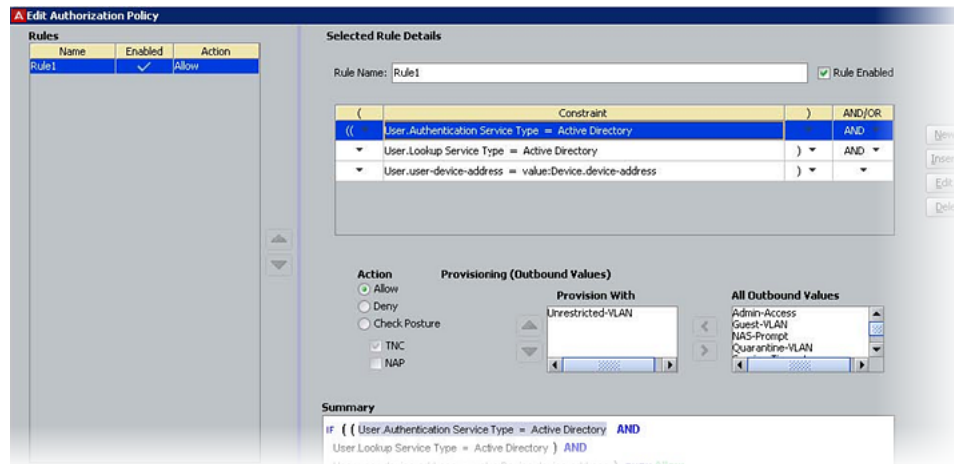 A Edit Authorization Policy
Rules
Name Enabled Action
Rule1 Allow
Selected Rule Details
Rule Name: Rule1 Rule Enabled
( Constraint ) AND/OR
(( User.Authentication Service Type = Active Directory AND
User.Lookup Service Type = Active Directory ) AND
User.user-device-address = value:Device.device-address )
New
Inser
Edit
Dele
Action
Allow
Deny
Check Posture
TNC
NAP
Provisioning (Outbound Values)
Provision With
Unrestricted-VLAN
All Outbound Values
Admin-Access
Guest-VLAN
NAS-Prompt
Quarantine-VLAN
Summary
IF ( ( User.Authentication Service Type = Active Directory AND
User.Lookup Service Type = Active Directory ) AND